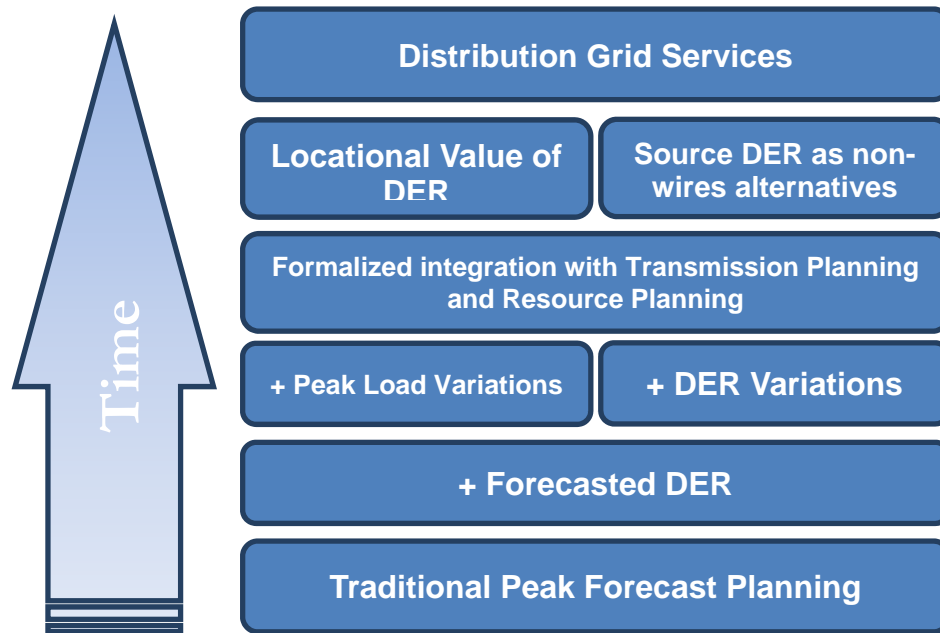 Distribution Grid Services
Locational Value of
DER
Source DER as non-
wires alternatives
Formalized integration with Transmission Planning
and Resource Planning
+ Peak Load Variations
+ DER Variations
+ Forecasted DER
Traditional Peak Forecast Planning
Time